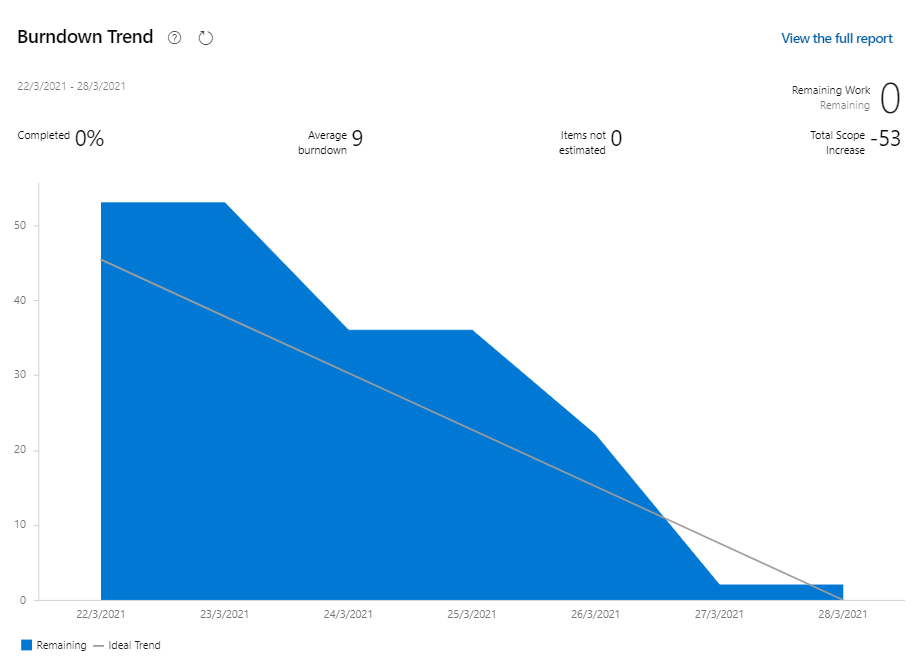 Burndown Trend
View the full report
22/3/2021 - 28/3/2021
Remaining Work
Remaining
0
Completed 0%
Average
burndown
9
Items not
estimated
0
Total Scope
Increase
-53
50
40
30
20
10
0
22/3/2021 23/3/2021 24/3/2021 25/3/2021 26/3/2021 27/3/2021 28/3/2021
Remaining Ideal Trend